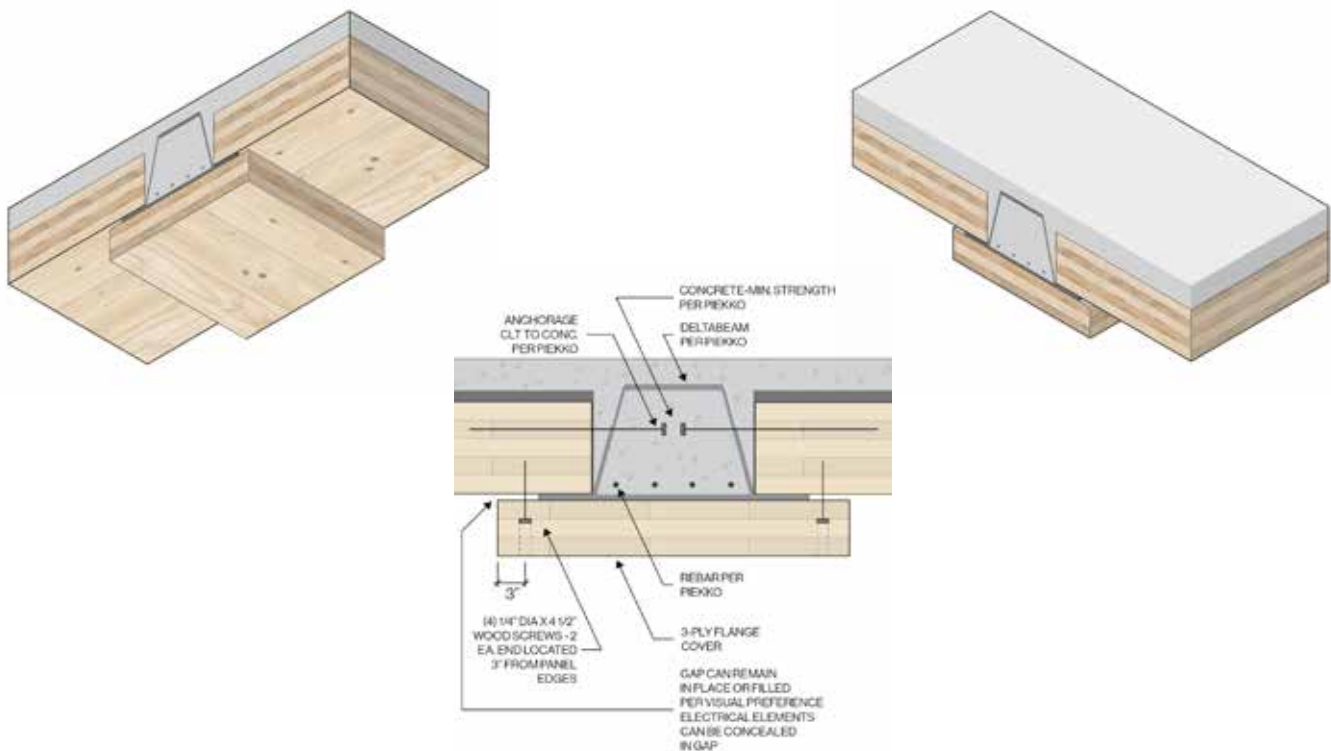 CONCRETE-MIN. STRENGTH
PER PIEKKO
ANCHORAGE
CLT TO CONC.
PER PIEKKO
DELTABEAM
PER PIEKKO
3"
REBAR PER
PIEKKO
(4) 1/4" DIA X 4 1/2"
WOOD SCREWS - 2
EA. END LOCATED
3" FROM PANEL
EDGES
3-PLY FLANGE
COVER
GAP CAN REMAIN
IN PLACE OR FILLED
PER VISUAL PREFERENCE
ELECTRICAL ELEMENTS
CAN BE CONCEALED
IN GAP